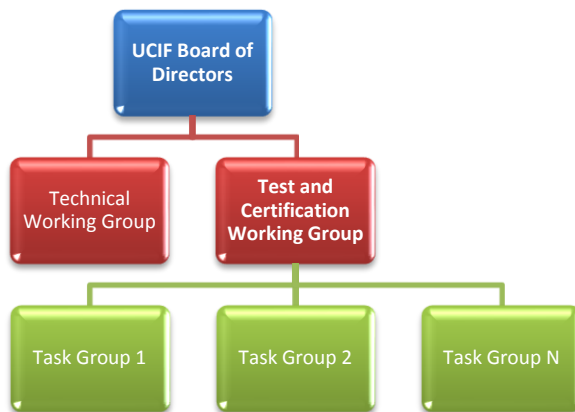 UCIF Board of
Directors
Technical
Working Group
Test and
Certification
Working Group
Task Group 1
Task Group 2
Task Group N